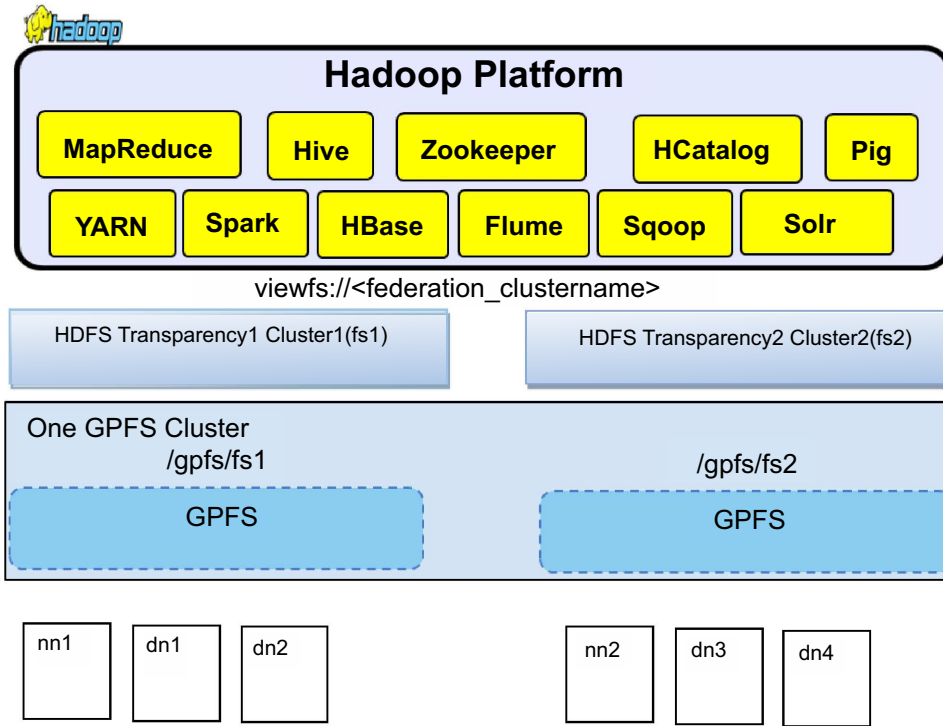 hadoop
Hadoop Platform
MapReduce Hive Zookeeper HCatalog Pig
YARN Spark HBase Flume Sqoop Solr
viewfs://<federation_clustername>
HDFS Transparency1 Cluster1(fs1) HDFS Transparency2 Cluster2(fs2)
One GPFS Cluster
/gpfs/fs1 /gpfs/fs2
GPFS GPFS
nn1 dn1 dn2 nn2 dn3 dn4